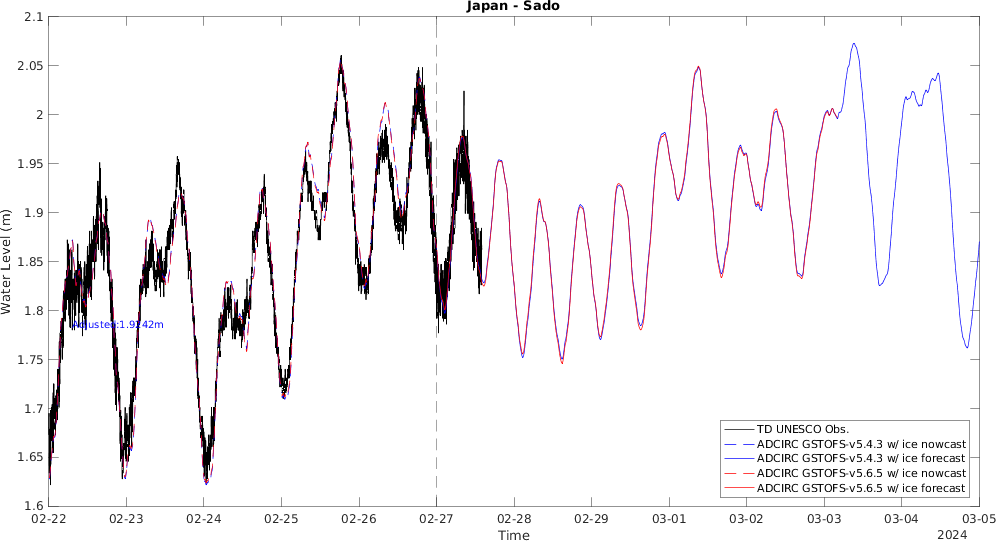 Japan - Sado
Water Level (m)
2.1
2.05
2
1.95
1.9
1.85
1.8
1.75
1.7
1.65
1.6
Adjusted:1.9242m
TD UNESCO Obs.
ADCIRC GSTOFS-v5.4.3 w/ ice nowcast
ADCIRC GSTOFS-v5.4.3 w/ ice forecast
ADCIRC GSTOFS-v5.6.5 w/ ice nowcast
ADCIRC GSTOFS-v5.6.5 w/ ice forecast
02-22 02-23 02-24 02-25 02-26 02-27 02-28 02-29 03-01 03-02 03-03 03-04 03-05
Time
2024